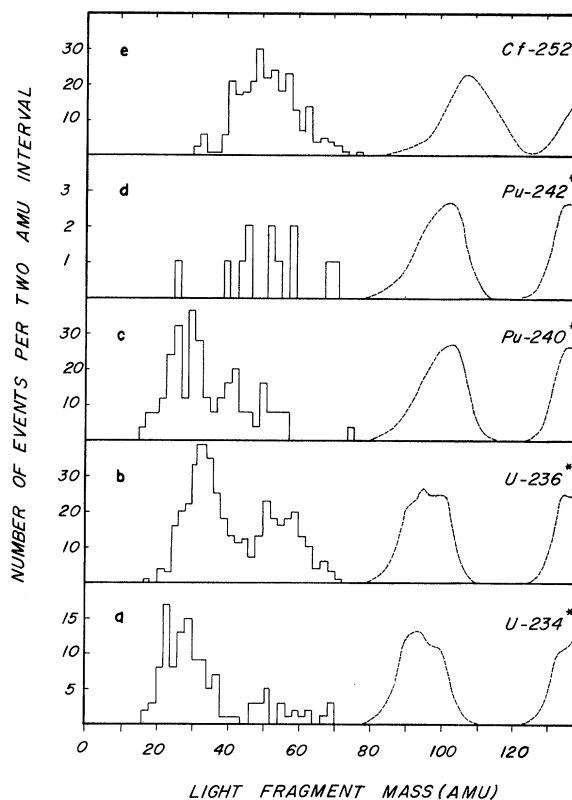 NUMBER OF EVENTS PER TWO AMU INTERVAL
e
Cf-252
30
20
10
d
Pu-242*
3
2
1
c
Pu-240*
30
20
10
b
U-236*
30
20
10
a
U-234*
15
10
5
0 20 40 60 80 100 120
LIGHT FRAGMENT MASS (AMU)